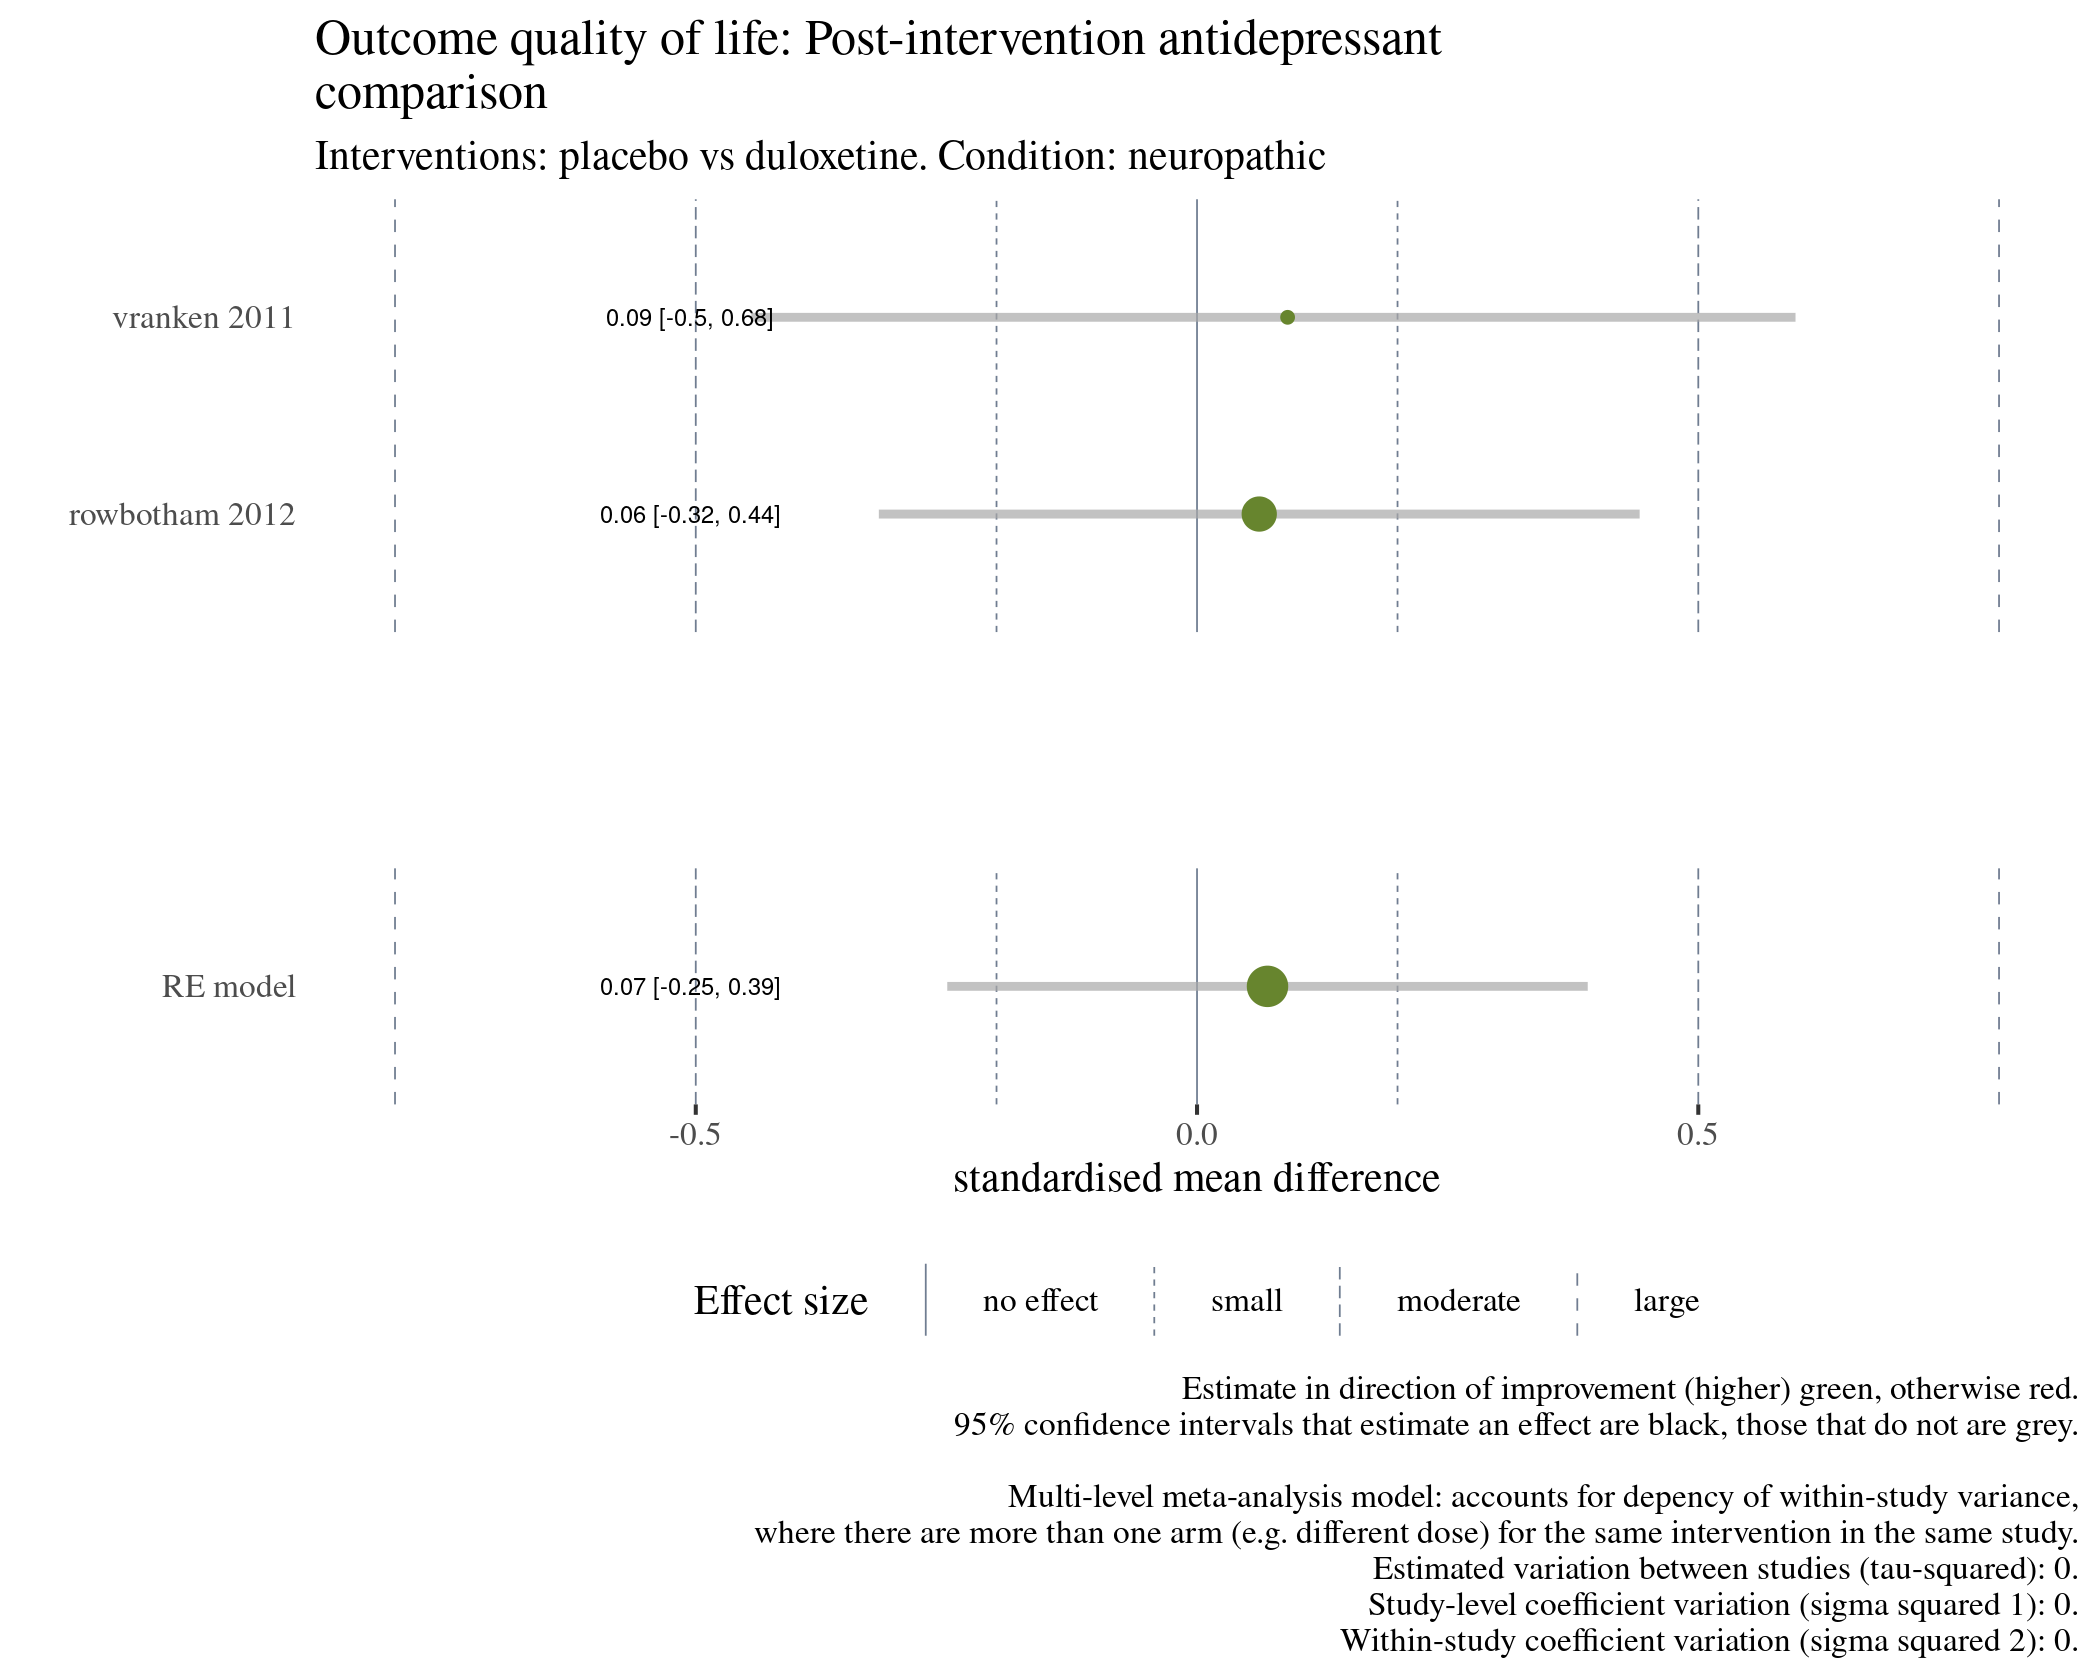 Outcome quality of life: Post-intervention antidepressant
comparison
Interventions: placebo vs duloxetine. Condition: neuropathic
vranken 2011
0.09 [-0.5, 0.68]
rowbotham 2012
0.06 [-0.32, 0.44]
RE model
0.07 [-0.25, 0.39]
-0.5 0.0 0.5
standardised mean difference
Effect size no effect small moderate large
Estimate in direction of improvement (higher) green, otherwise red.
95% confidence intervals that estimate an effect are black, those that do not are grey.
Multi-level meta-analysis model: accounts for depency of within-study variance,
where there are more than one arm (e.g. different dose) for the same intervention in the same study.
Estimated variation between studies (tau-squared): 0.
Study-level coefficient variation (sigma squared 1): 0.
Within-study coefficient variation (sigma squared 2): 0.